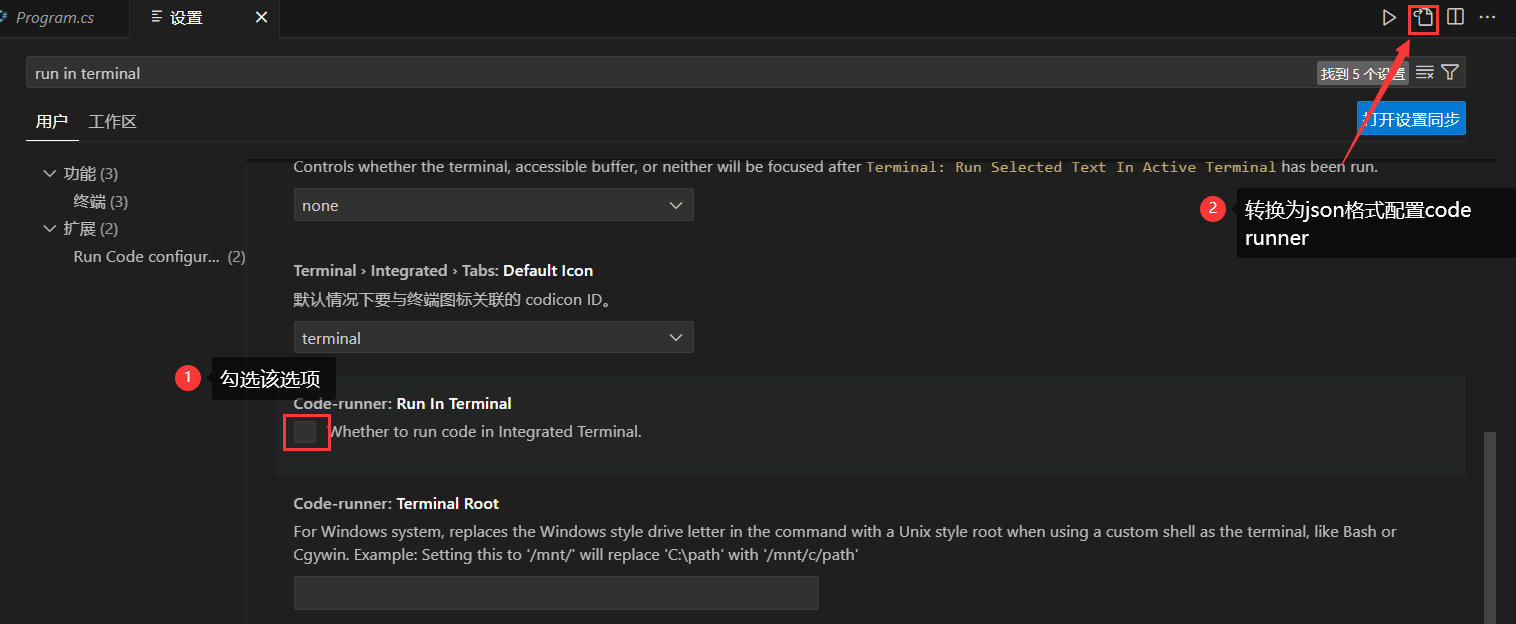 Program.cs
设置
run in terminal
找到 5 个设置
用户
工作区
打开设置同步
功能 (3)
终端 (3)
扩展 (2)
Run Code configur... (2)
Controls whether the terminal, accessible buffer, or neither will be focused after Terminal: Run Selected Text In Active Terminal has been run.
none
2
转换为json格式配置code
runner
Terminal › Integrated › Tabs: Default Icon
默认情况下要与终端图标关联的 codicon ID。
terminal
1
勾选该选项
Code-runner: Run In Terminal
Whether to run code in Integrated Terminal.
Code-runner: Terminal Root
For Windows system, replaces the Windows style drive letter in the command with a Unix style root when using a custom shell as the terminal, like Bash or
Cgywin. Example: Setting this to '/mnt/' will replace 'C:\path' with '/mnt/c/path'